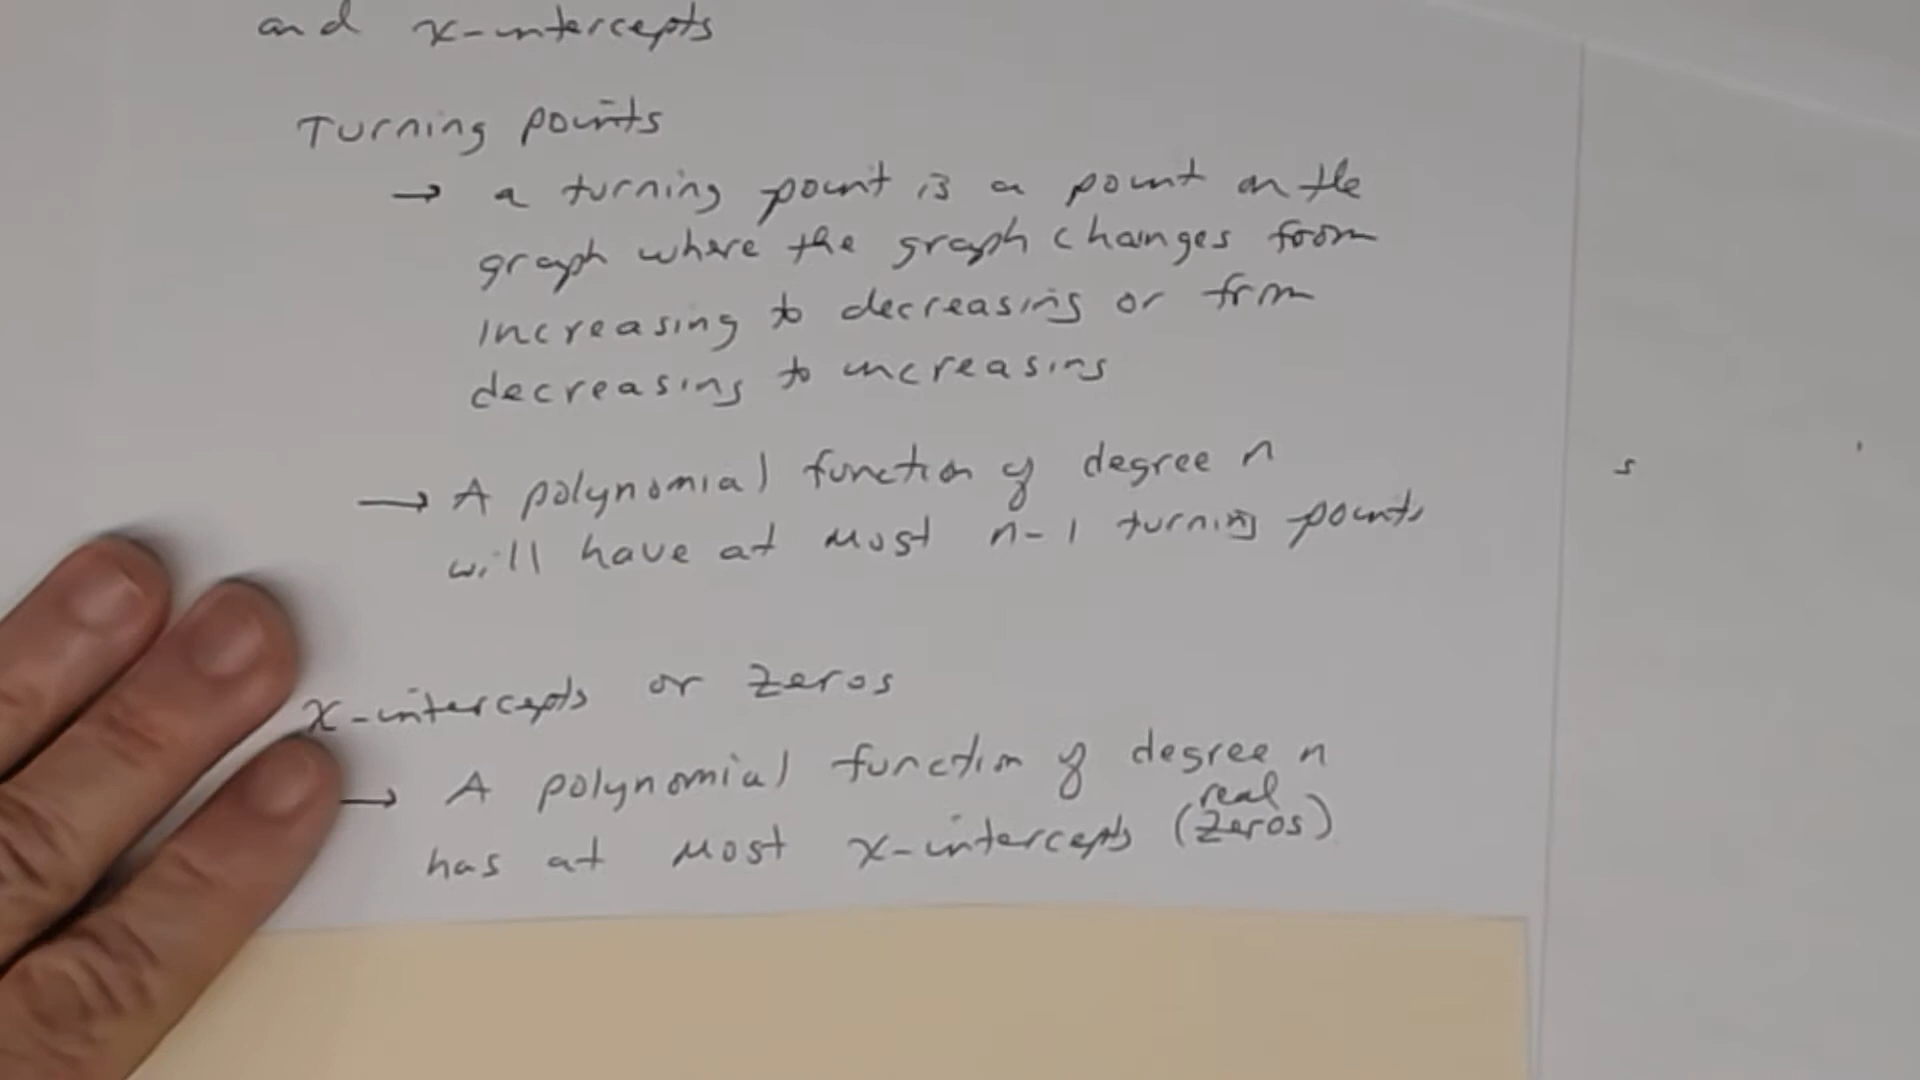 and x-intercepts
Turning points
→ a turning point is a point on the
graph where the graph changes from
increasing to decreasing or from
decreasing to increasing
→ A polynomial function of degree n
will have at most n-1 turning points
s
x-intercepts or zeros
→ A polynomial function of degree n
real
has at most x-intercepts (zeros)